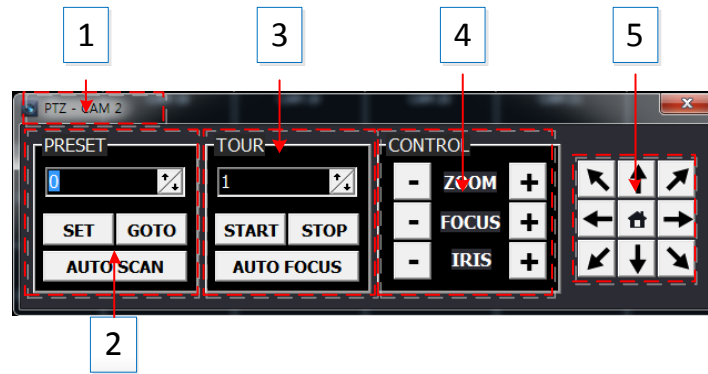 1
3
4
5
PTZ - CAM 2
x
PRESET
TOUR
CONTROL
0
1
- ZOOM +
SET GOTO
START STOP
- FOCUS +
AUTO SCAN
AUTO FOCUS
- IRIS +
2